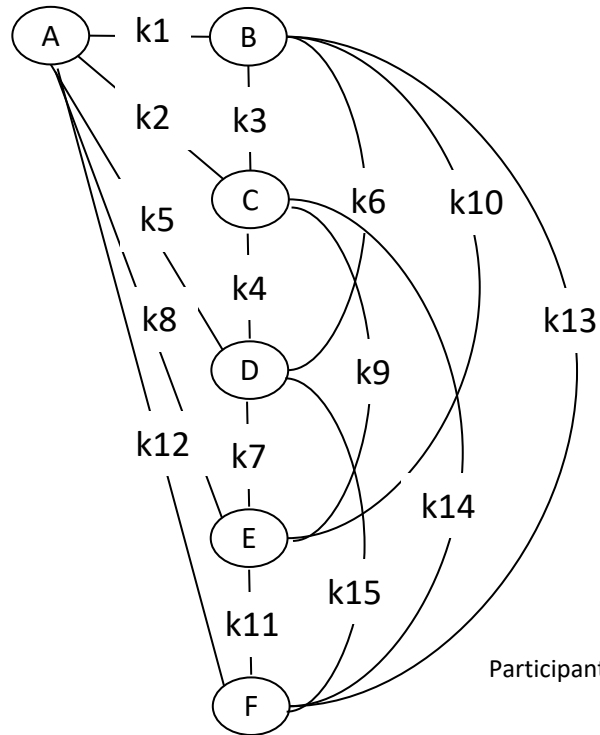 A k1 B
k2 k3
k5 C k6 k10
k8 k4 k13
D k9
k12 k7 k14
E
k11 k15
F Participant